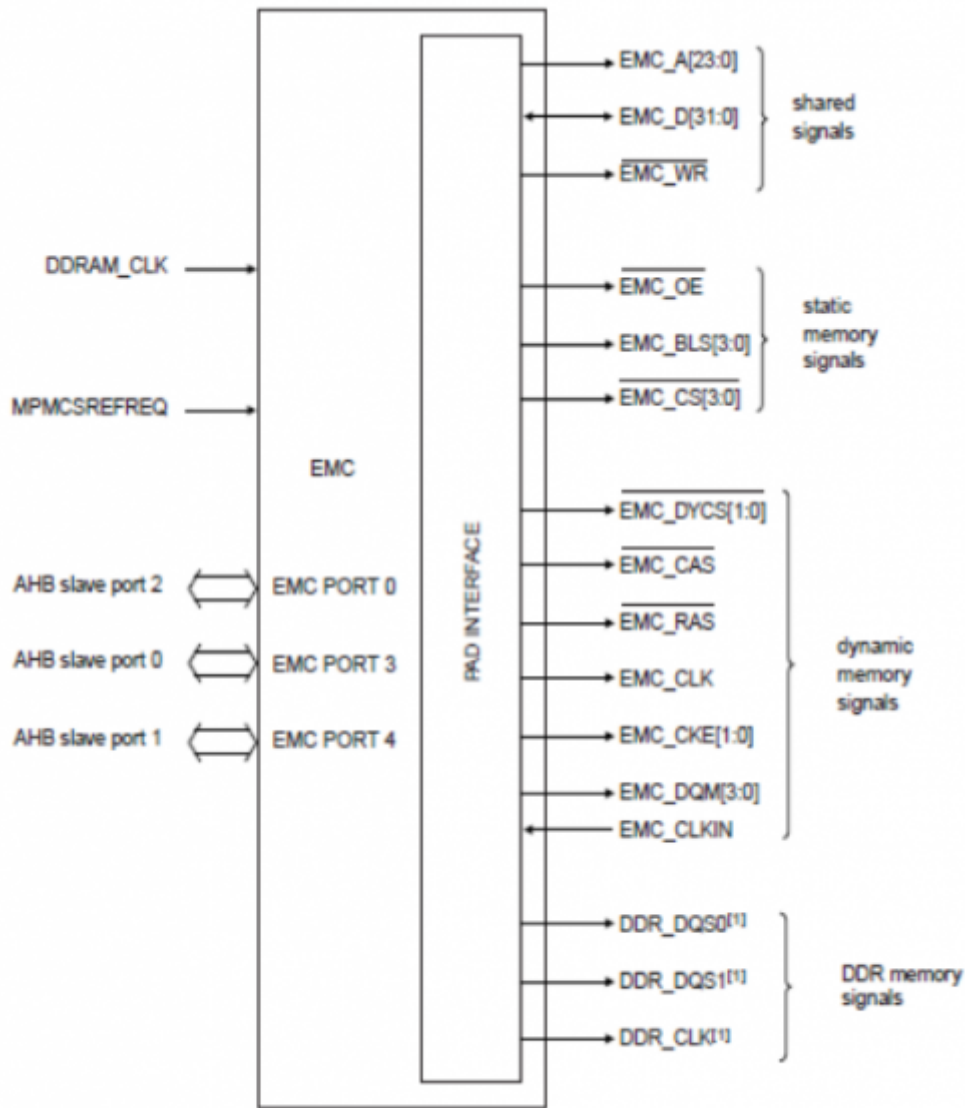 EMC_A[23:0]
EMC_D[31:0]
EMC_WR
shared
signals
DDRAM_CLK
EMC_OE
EMC_BLS[3:0]
EMC_CS[3:0]
static
memory
signals
MPMCSREFREQ
EMC
PAD INTERFACE
EMC_DYCS[1:0]
EMC_CAS
EMC_RAS
EMC_CLK
EMC_CKE[1:0]
EMC_DQM[3:0]
EMC_CLKIN
dynamic
memory
signals
AHB slave port 2
EMC PORT 0
AHB slave port 0
EMC PORT 3
AHB slave port 1
EMC PORT 4
DDR_DQS0[1]
DDR_DQS1[1]
DDR_CLK[1]
DDR memory
signals